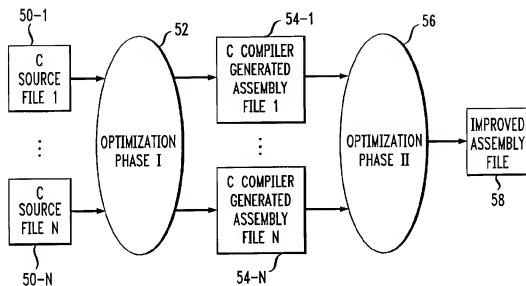 50-1
C
SOURCE
FILE 1
52
OPTIMIZATION
PHASE I
54-1
C COMPILER
GENERATED
ASSEMBLY
FILE 1
56
OPTIMIZATION
PHASE II
IMPROVED
ASSEMBLY
FILE
58
C
SOURCE
FILE N
50-N
C COMPILER
GENERATED
ASSEMBLY
FILE N
54-N